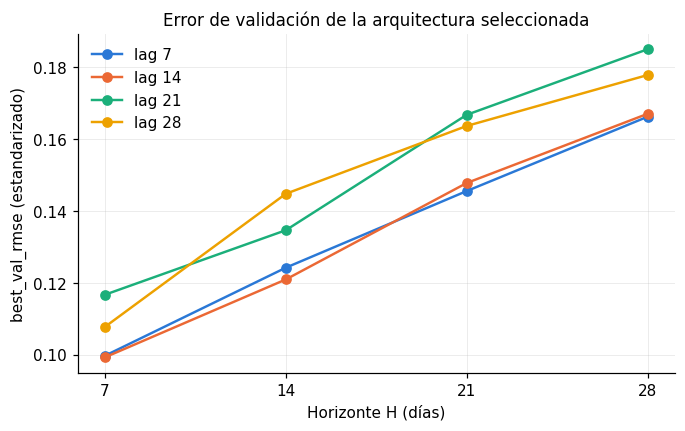 Error de validación de la arquitectura seleccionada
lag 7
lag 14
lag 21
lag 28
best_val_rmse (estandarizado)
0.18
0.16
0.14
0.12
0.10
7
14
21
28
Horizonte H (días)